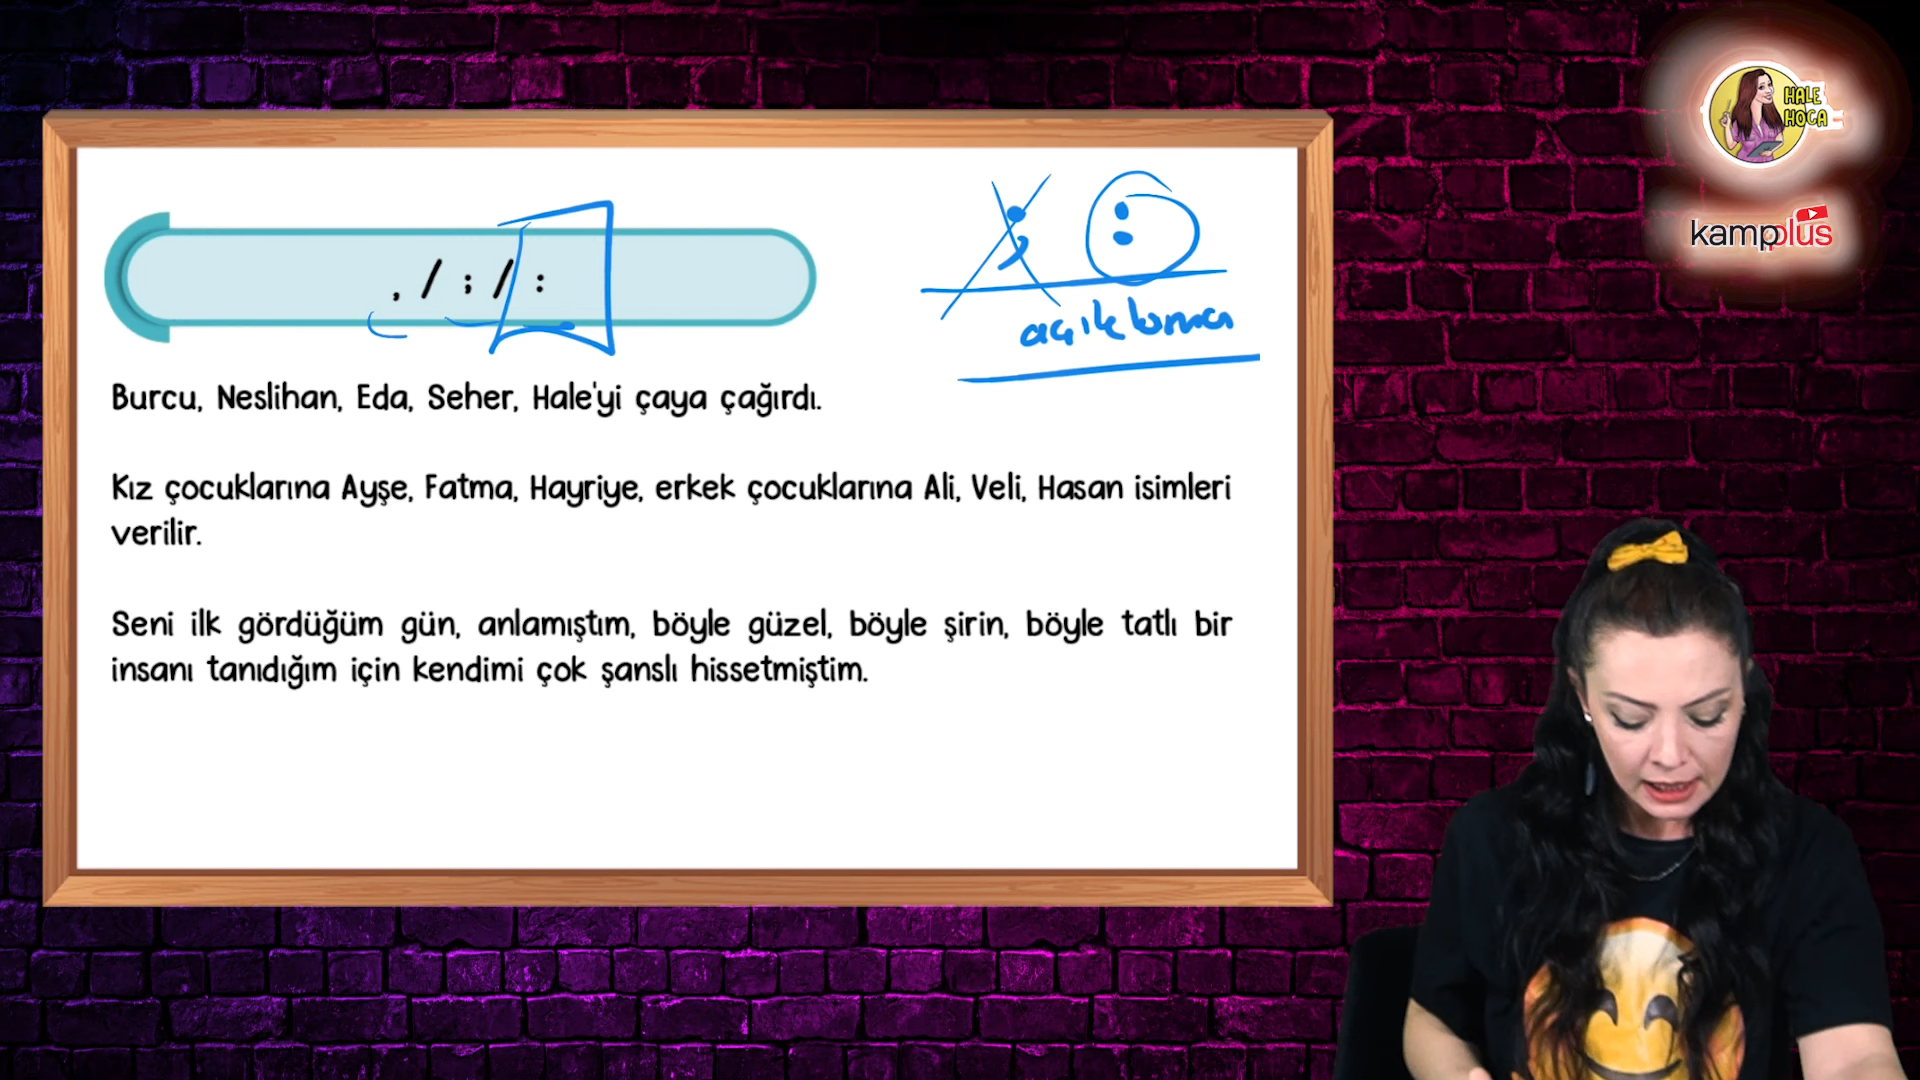 HALE
HOCA
kampplus
, / ; / :
; :
açıklama
Burcu, Neslihan, Eda, Seher, Hale'yi çaya çağırdı.
Kız çocuklarına Ayşe, Fatma, Hayriye, erkek çocuklarına Ali, Veli, Hasan isimleri
verilir.
Seni ilk gördüğüm gün, anlamıştım, böyle güzel, böyle şirin, böyle tatlı bir
insanı tanıdığım için kendimi çok şanslı hissetmiştim.